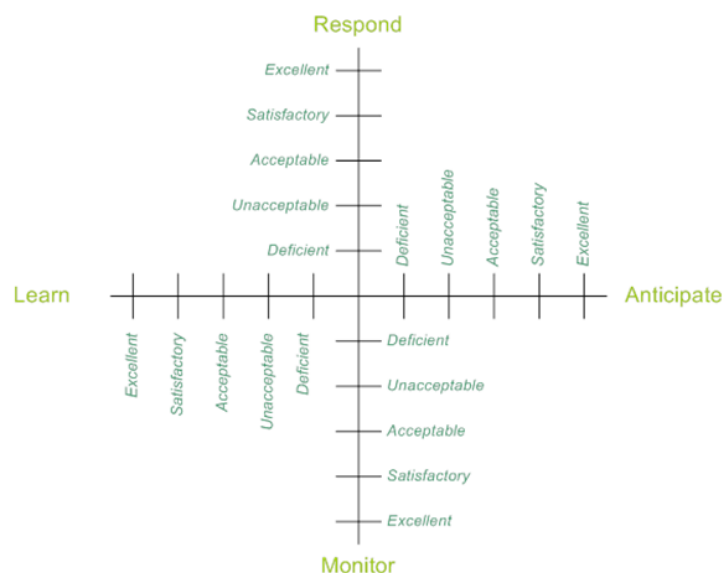 Respond
Excellent
Satisfactory
Acceptable
Unacceptable
Deficient
Deficient
Unacceptable
Acceptable
Satisfactory
Excellent
Learn
Anticipate
Excellent
Satisfactory
Acceptable
Unacceptable
Deficient
Deficient
Unacceptable
Acceptable
Satisfactory
Excellent
Monitor